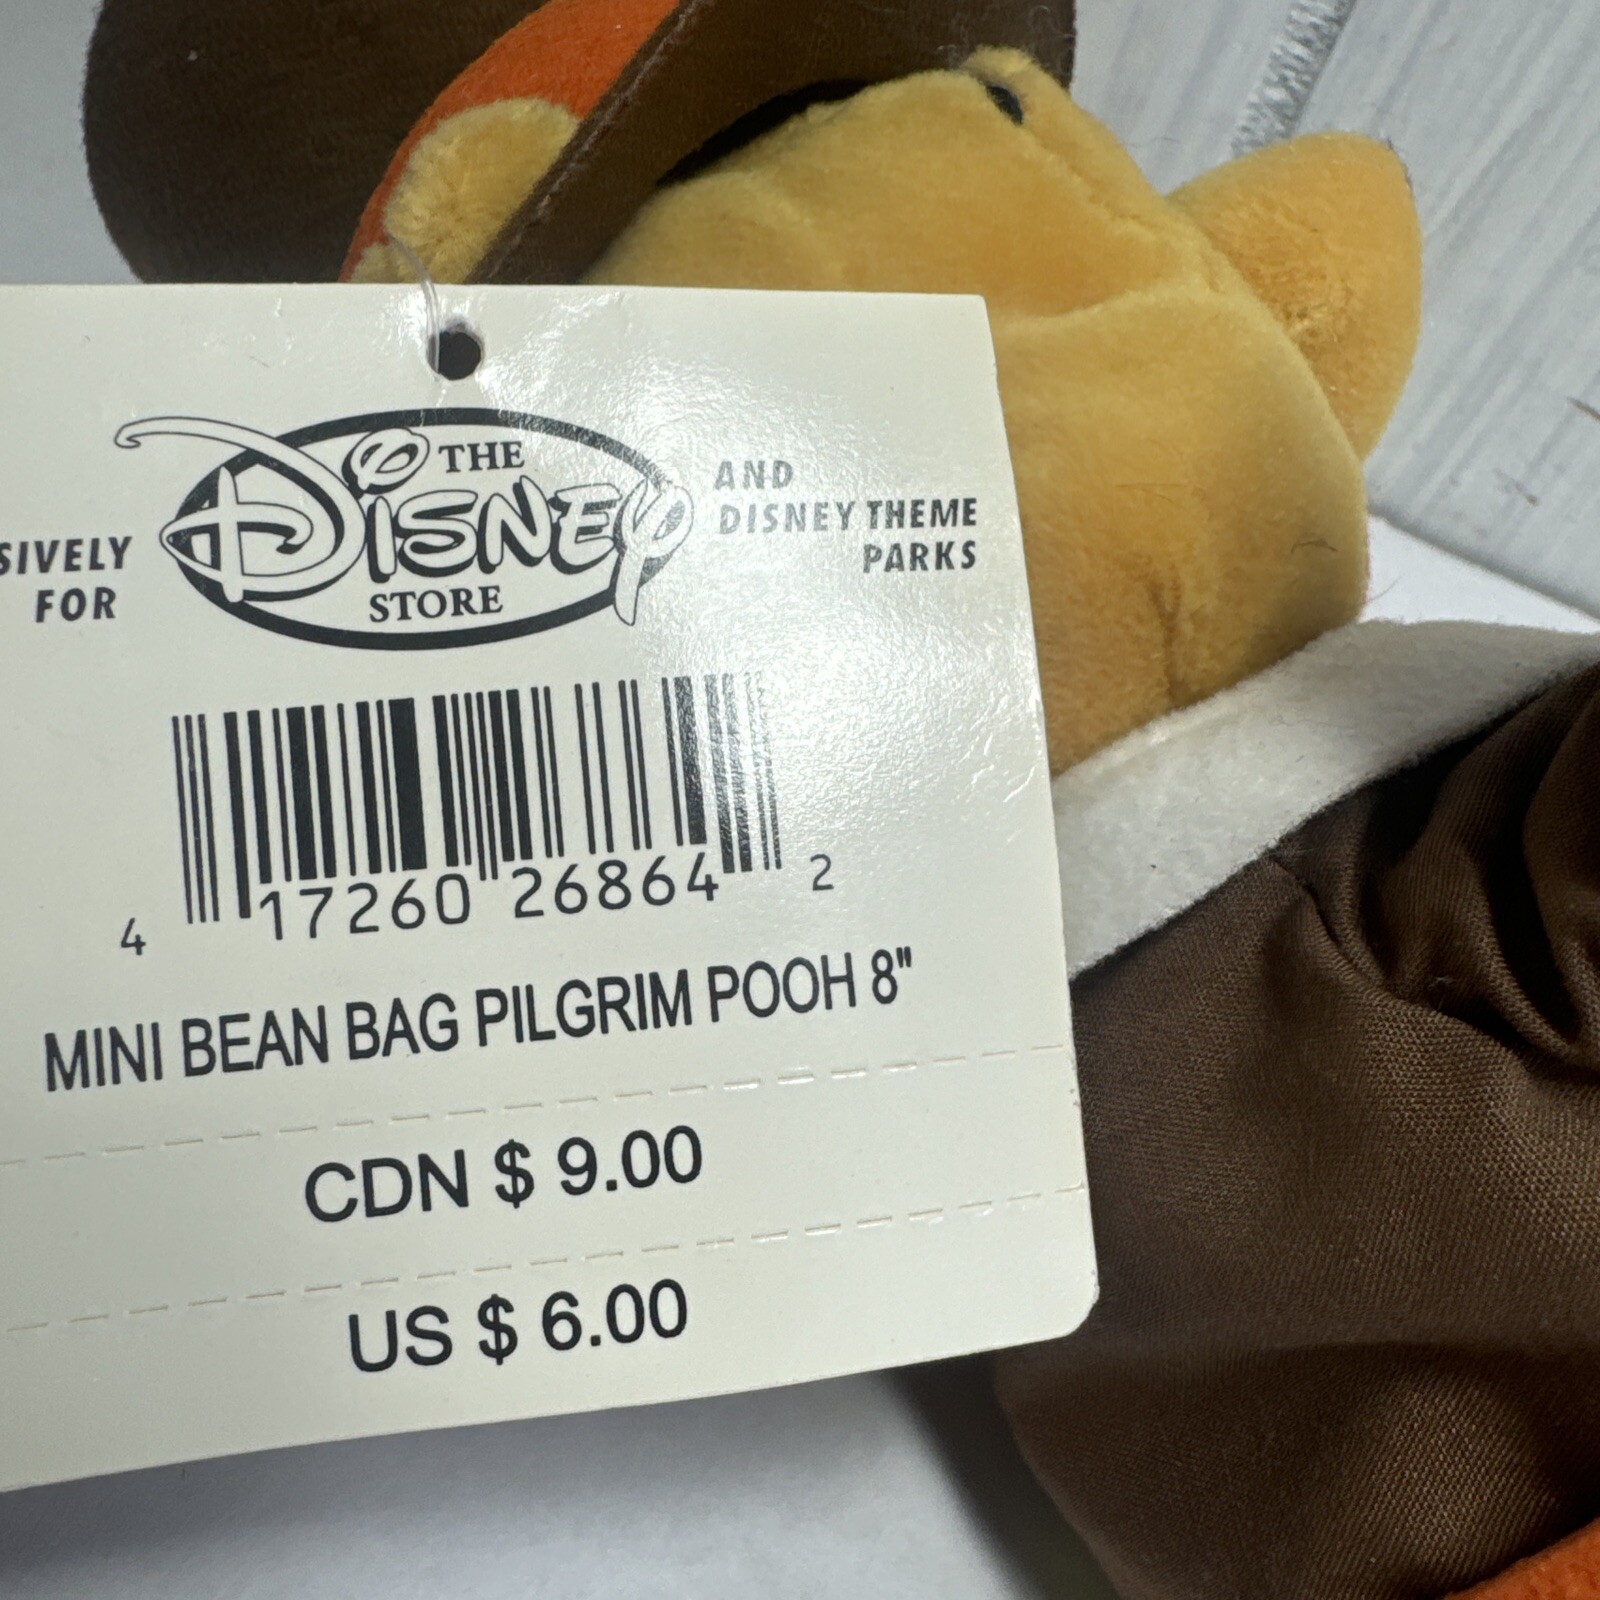 THE
DISNEY
STORE
FOR
AND
DISNEY THEME
PARKS
4 17260 26864 2
MINI BEAN BAG PILGRIM POOH 8"
CDN $ 9.00
US $ 6.00